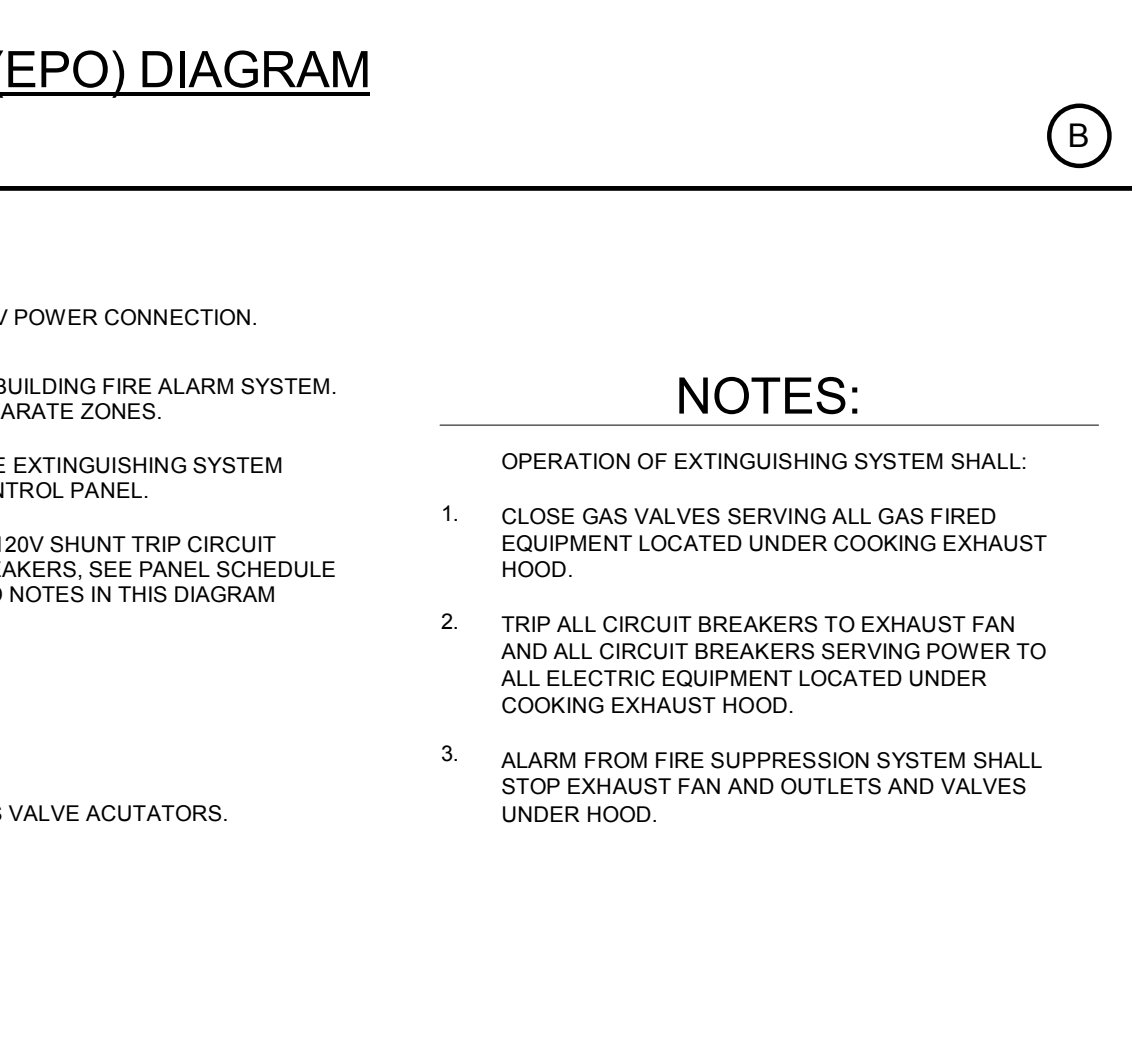 (EPO) DIAGRAM
B
V POWER CONNECTION.
BUILDING FIRE ALARM SYSTEM.
ARATE ZONES.
E EXTINGUISHING SYSTEM
NTROL PANEL.
120V SHUNT TRIP CIRCUIT
EAKERS, SEE PANEL SCHEDULE
D NOTES IN THIS DIAGRAM
S VALVE ACUTATORS.
NOTES:
OPERATION OF EXTINGUISHING SYSTEM SHALL:
1. CLOSE GAS VALVES SERVING ALL GAS FIRED
EQUIPMENT LOCATED UNDER COOKING EXHAUST
HOOD.
2. TRIP ALL CIRCUIT BREAKERS TO EXHAUST FAN
AND ALL CIRCUIT BREAKERS SERVING POWER TO
ALL ELECTRIC EQUIPMENT LOCATED UNDER
COOKING EXHAUST HOOD.
3. ALARM FROM FIRE SUPPRESSION SYSTEM SHALL
STOP EXHAUST FAN AND OUTLETS AND VALVES
UNDER HOOD.